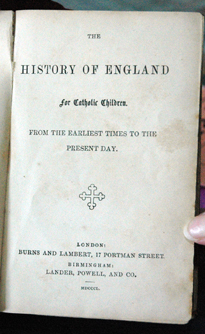 THE
HISTORY OF ENGLAND
For Catholic Children.
FROM THE EARLIEST TIMES TO THE
PRESENT DAY.
LONDON:
BURNS AND LAMBERT, 17 PORTMAN STREET.
BIRMINGHAM:
LANDER, POWELL, AND CO.
MDCCCL.